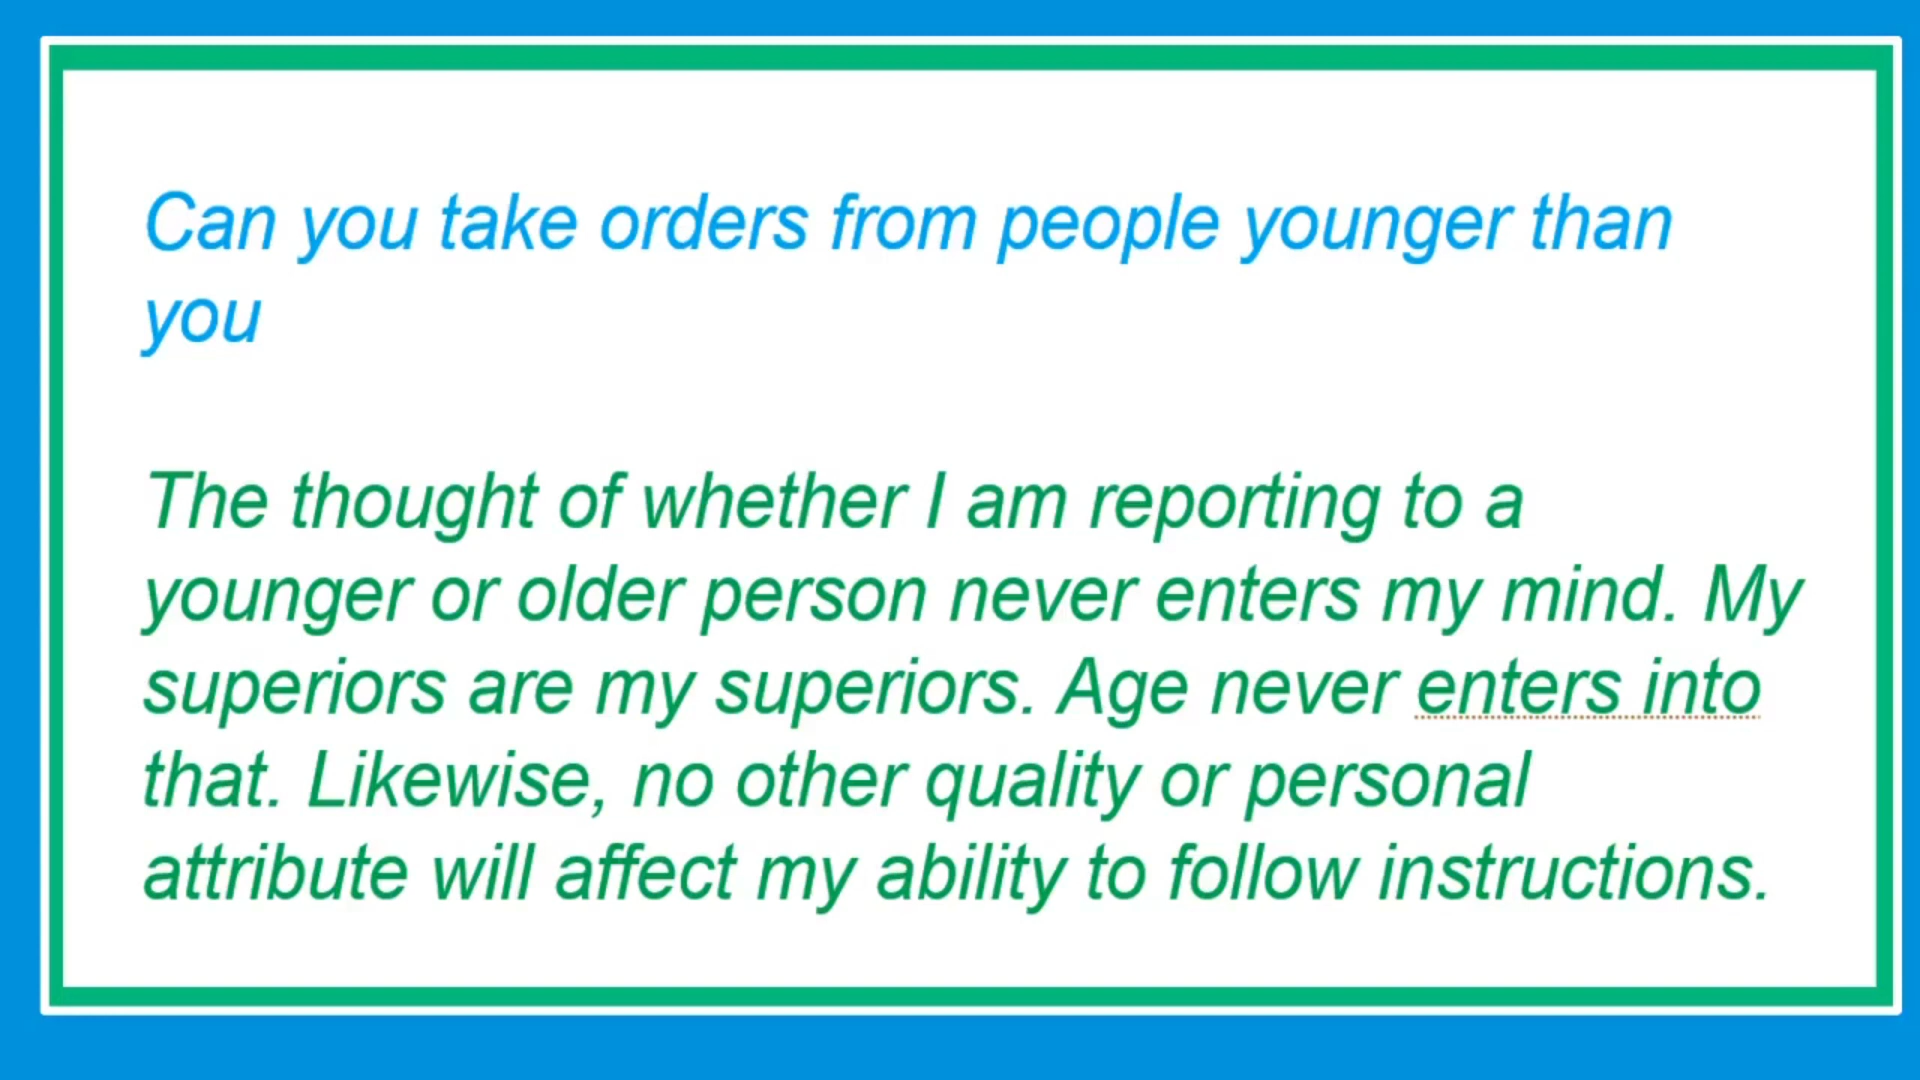 Can you take orders from people younger than
you
The thought of whether I am reporting to a
younger or older person never enters my mind. My
superiors are my superiors. Age never enters into
that. Likewise, no other quality or personal
attribute will affect my ability to follow instructions.